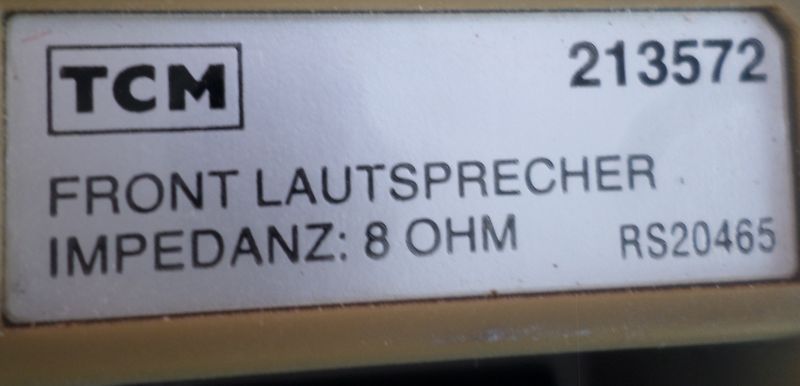 TCM 213572
FRONT LAUTSPRECHER
IMPEDANZ: 8 OHM RS20465